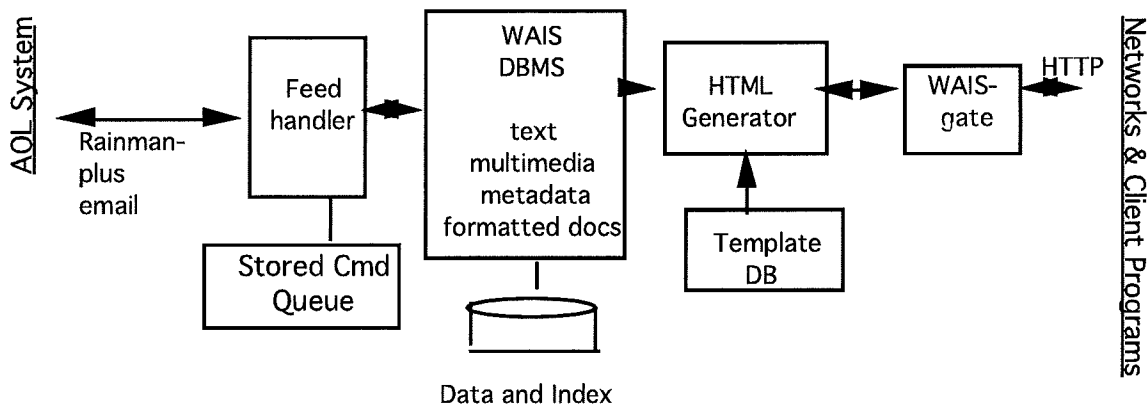 AOL System
Rainman-
plus
email
Feed
handler
Stored Cmd
Queue
WAIS
DBMS
text
multimedia
metadata
formatted docs
Data and Index
HTML
Generator
Template
DB
WAIS-
gate
HTTP
Networks & Client Programs